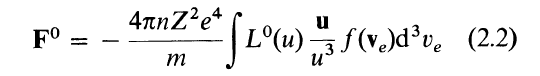 F⁰ = − 4πnZ²e⁴/m ∫ L⁰(u) u/u³ f(vₑ)d³vₑ (2.2)